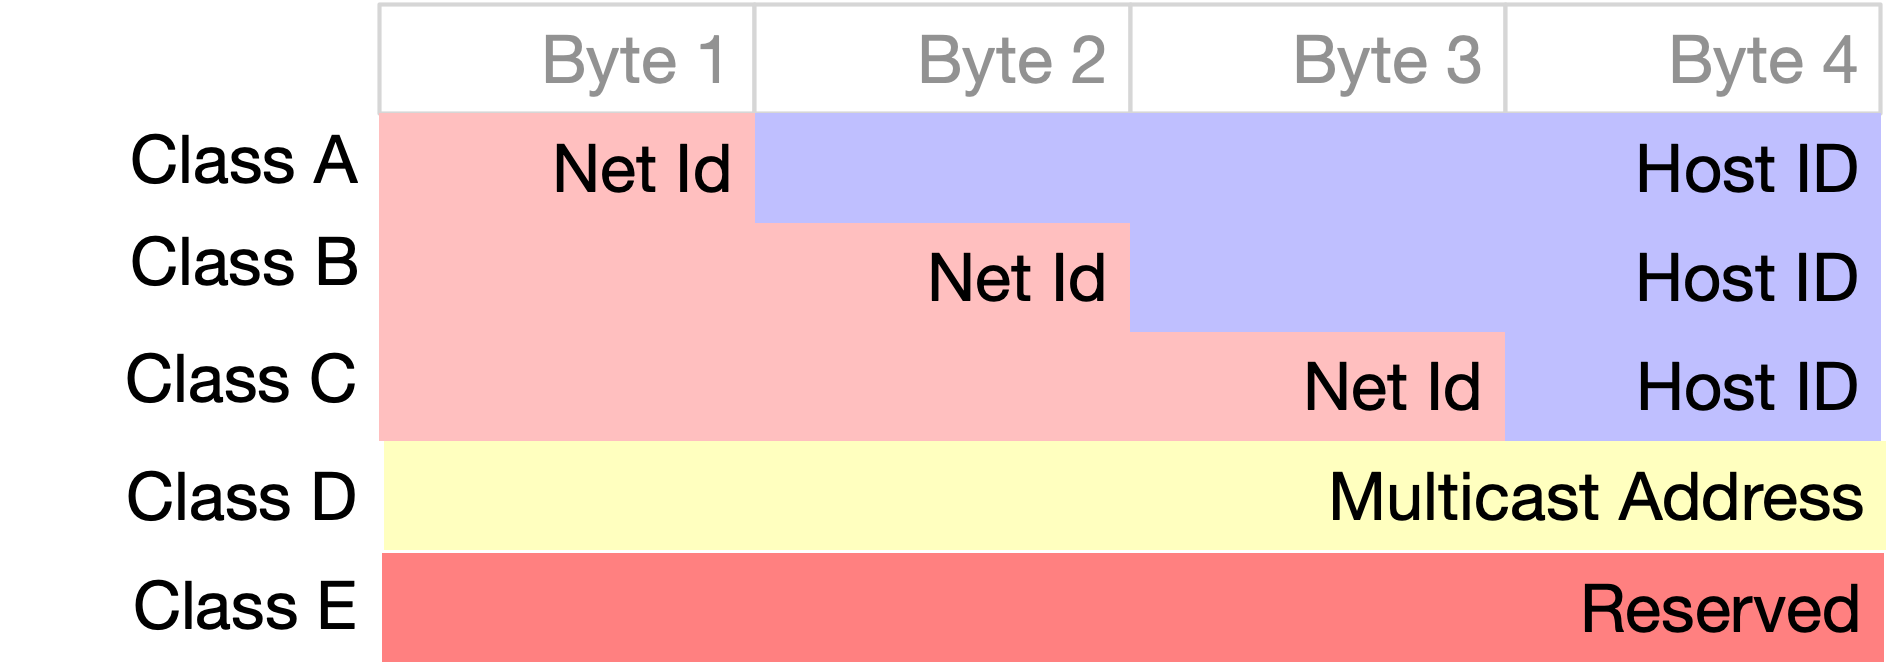 Byte 1 Byte 2 Byte 3 Byte 4
Class A Net Id Host ID
Class B Net Id Host ID
Class C Net Id Host ID
Class D Multicast Address
Class E Reserved